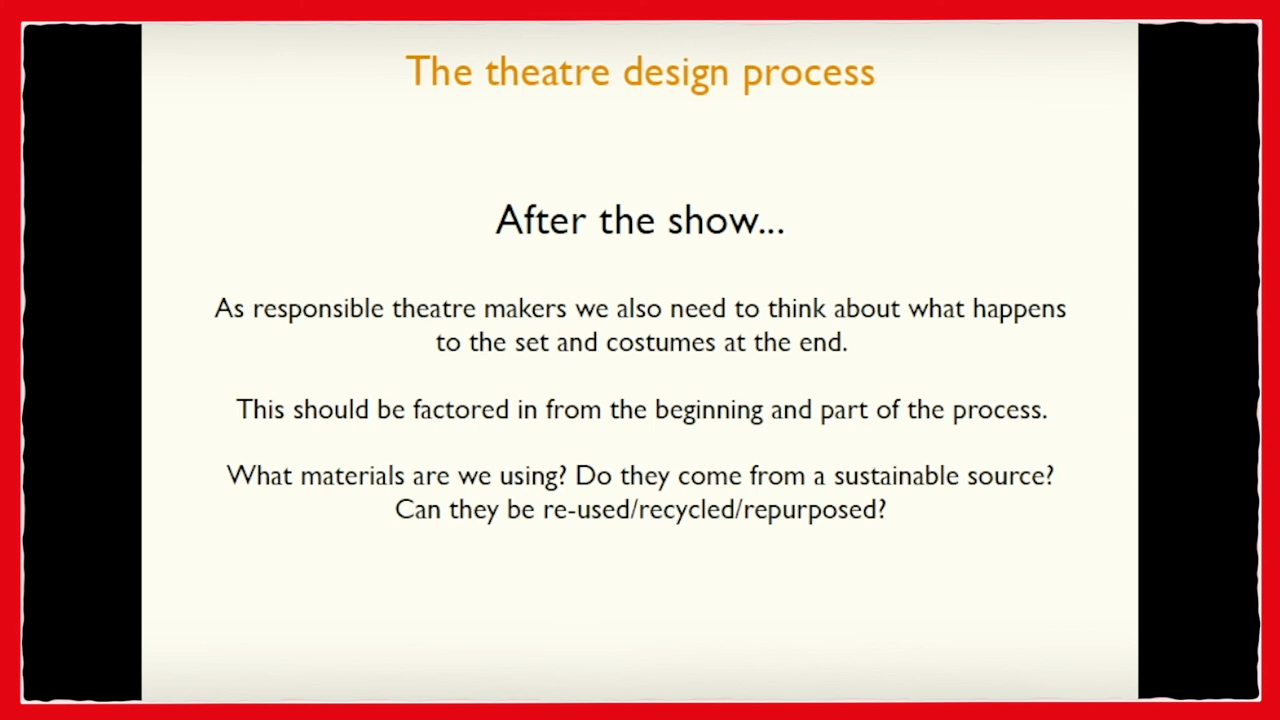 The theatre design process
After the show...
As responsible theatre makers we also need to think about what happens
to the set and costumes at the end.
This should be factored in from the beginning and part of the process.
What materials are we using? Do they come from a sustainable source?
Can they be re-used/recycled/repurposed?